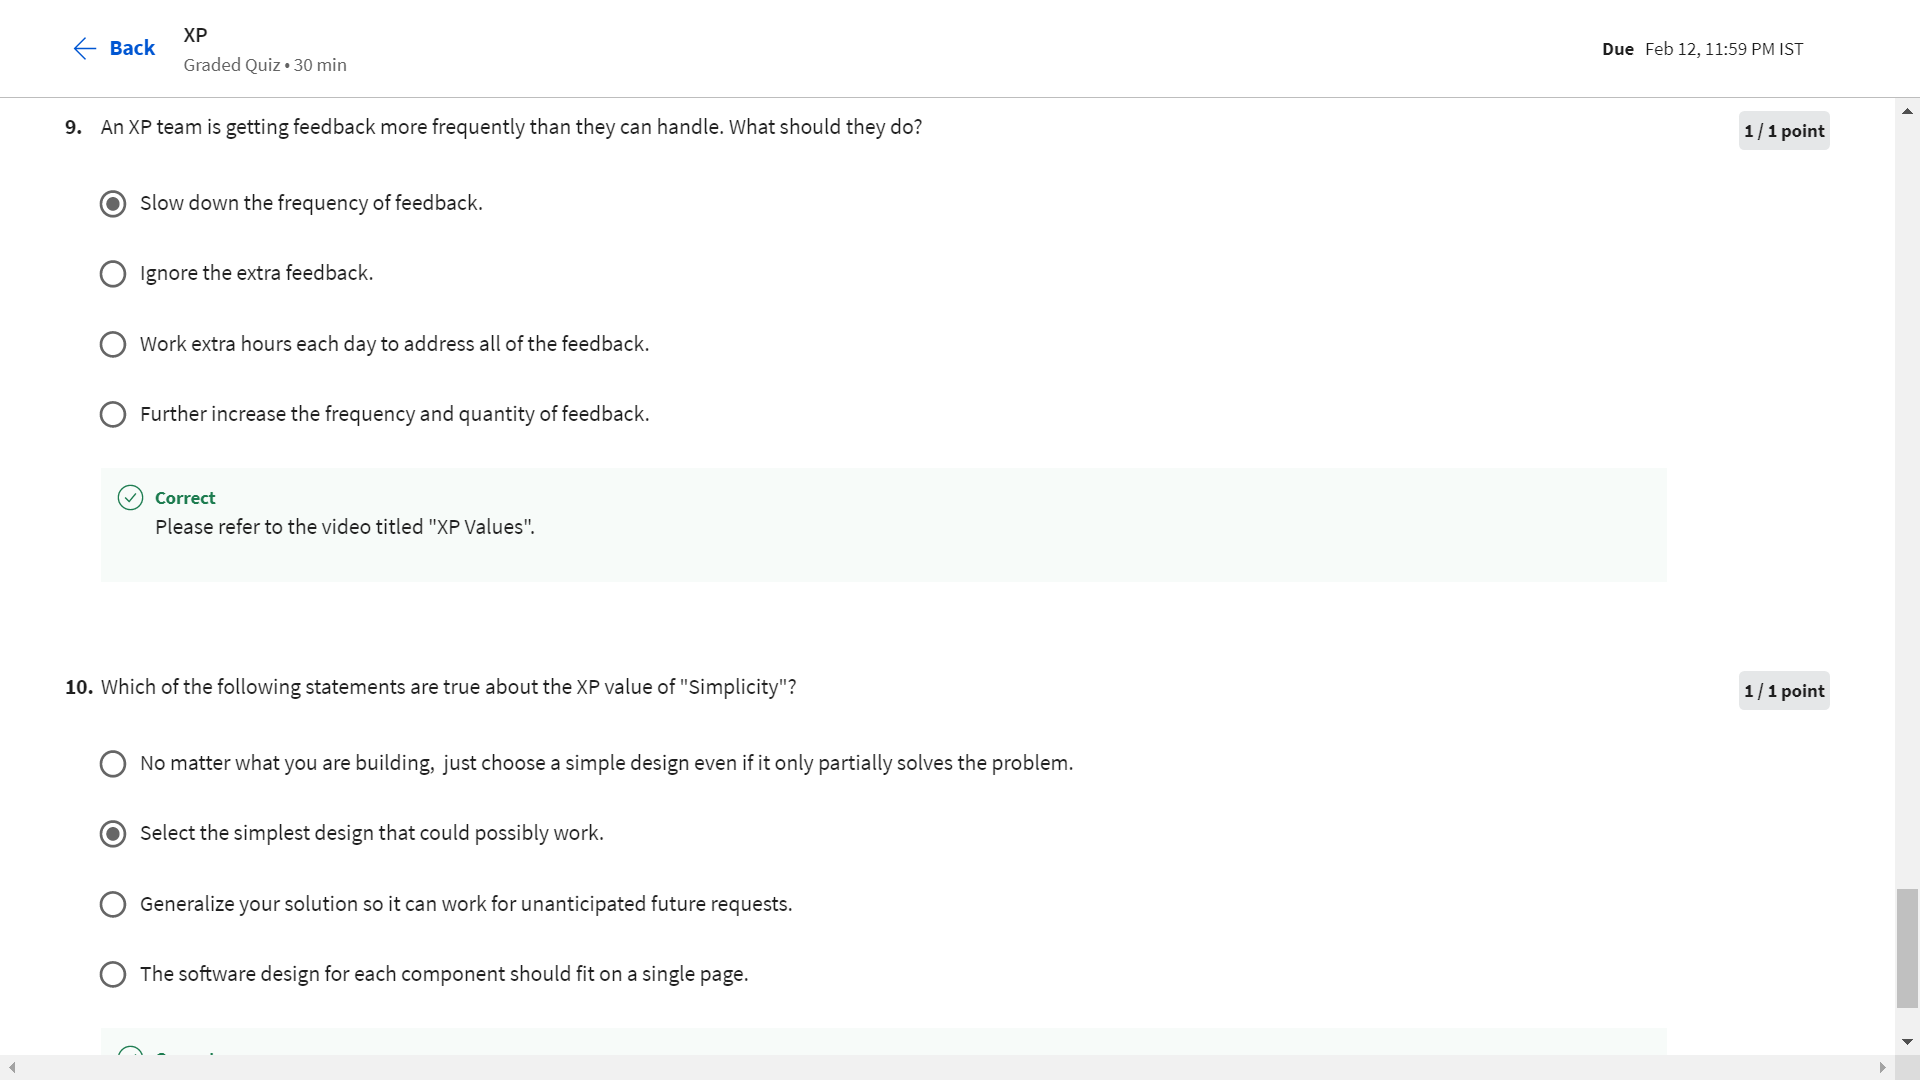 Back
XP
Graded Quiz • 30 min
Due Feb 12, 11:59 PM IST
9. An XP team is getting feedback more frequently than they can handle. What should they do?
1 / 1 point
Slow down the frequency of feedback.
Ignore the extra feedback.
Work extra hours each day to address all of the feedback.
Further increase the frequency and quantity of feedback.
Correct
Please refer to the video titled "XP Values".
10. Which of the following statements are true about the XP value of "Simplicity"?
1 / 1 point
No matter what you are building,  just choose a simple design even if it only partially solves the problem.
Select the simplest design that could possibly work.
Generalize your solution so it can work for unanticipated future requests.
The software design for each component should fit on a single page.